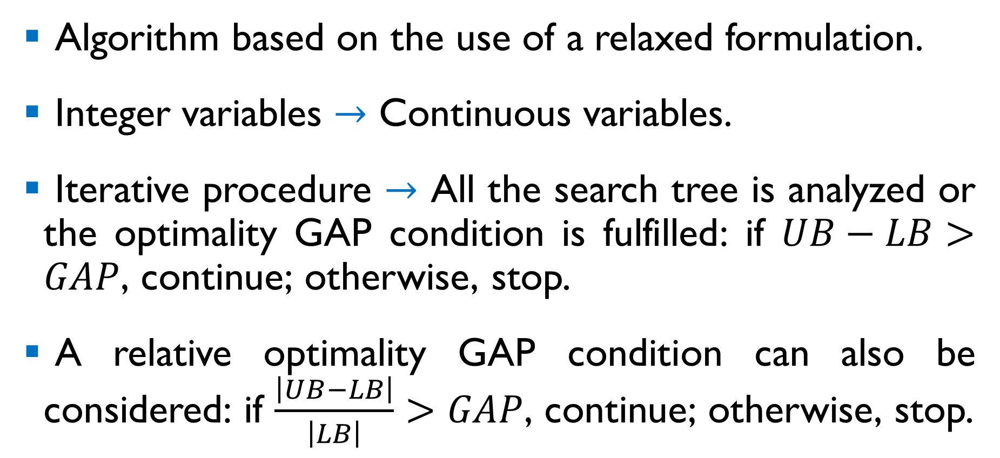 ▪ Algorithm based on the use of a relaxed formulation.
▪ Integer variables → Continuous variables.
▪ Iterative procedure → All the search tree is analyzed or
the optimality GAP condition is fulfilled: if UB − LB >
GAP, continue; otherwise, stop.
▪ A relative optimality GAP condition can also be
considered: if |UB−LB| / |LB| > GAP, continue; otherwise, stop.